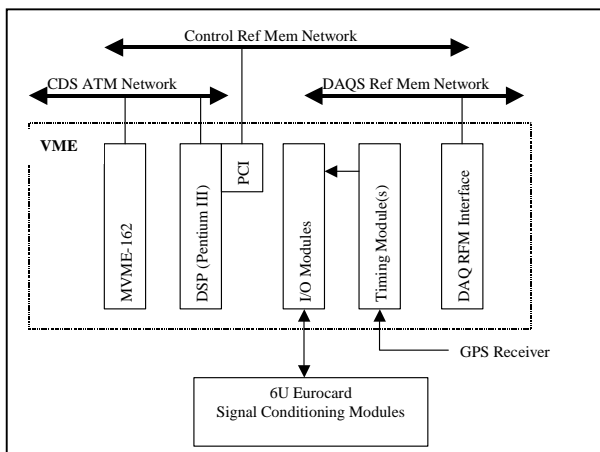 Control Ref Mem Network
CDS ATM Network
DAQS Ref Mem Network
VME
MVME-162
DSP (Pentium III)
PCI
I/O Modules
Timing Module(s)
DAQ RFM Interface
GPS Receiver
6U Eurocard
Signal Conditioning Modules